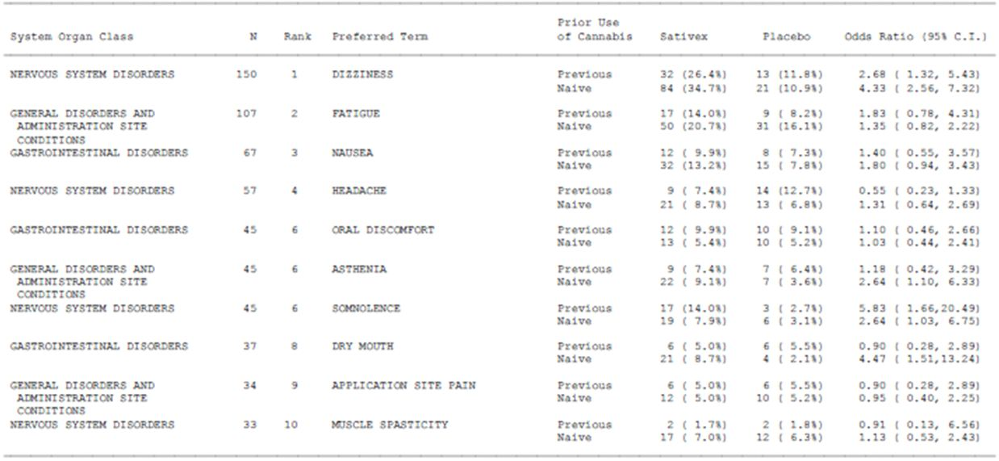 Prior Use
System Organ Class N Rank Preferred Term of Cannabis Sativex Placebo Odds Ratio (95% C.I.)
NERVOUS SYSTEM DISORDERS 150 1 DIZZINESS Previous 32 (26.4%) 13 (11.8%) 2.68 ( 1.32, 5.43)
Naive 84 (34.7%) 21 (10.9%) 4.33 ( 2.56, 7.32)
GENERAL DISORDERS AND 107 2 FATIGUE Previous 17 (14.0%) 9 ( 8.2%) 1.83 ( 0.78, 4.31)
ADMINISTRATION SITE Naive 50 (20.7%) 31 (16.1%) 1.35 ( 0.82, 2.22)
CONDITIONS
GASTROINTESTINAL DISORDERS 67 3 NAUSEA Previous 12 ( 9.9%) 8 ( 7.3%) 1.40 ( 0.55, 3.57)
Naive 32 (13.2%) 15 ( 7.8%) 1.80 ( 0.94, 3.43)
NERVOUS SYSTEM DISORDERS 57 4 HEADACHE Previous 9 ( 7.4%) 14 (12.7%) 0.55 ( 0.23, 1.33)
Naive 21 ( 8.7%) 13 ( 6.8%) 1.31 ( 0.64, 2.69)
GASTROINTESTINAL DISORDERS 45 6 ORAL DISCOMFORT Previous 12 ( 9.9%) 10 ( 9.1%) 1.10 ( 0.46, 2.66)
Naive 13 ( 5.4%) 10 ( 5.2%) 1.03 ( 0.44, 2.41)
GENERAL DISORDERS AND 45 6 ASTHENIA Previous 9 ( 7.4%) 7 ( 6.4%) 1.18 ( 0.42, 3.29)
ADMINISTRATION SITE Naive 22 ( 9.1%) 7 ( 3.6%) 2.64 ( 1.10, 6.33)
CONDITIONS
NERVOUS SYSTEM DISORDERS 45 6 SOMNOLENCE Previous 17 (14.0%) 3 ( 2.7%) 5.83 ( 1.66,20.49)
Naive 19 ( 7.9%) 6 ( 3.1%) 2.64 ( 1.03, 6.75)
GASTROINTESTINAL DISORDERS 37 8 DRY MOUTH Previous 6 ( 5.0%) 6 ( 5.5%) 0.90 ( 0.28, 2.89)
Naive 21 ( 8.7%) 4 ( 2.1%) 4.47 ( 1.51,13.24)
GENERAL DISORDERS AND 34 9 APPLICATION SITE PAIN Previous 6 ( 5.0%) 6 ( 5.5%) 0.90 ( 0.28, 2.89)
ADMINISTRATION SITE Naive 12 ( 5.0%) 10 ( 5.2%) 0.95 ( 0.40, 2.25)
CONDITIONS
NERVOUS SYSTEM DISORDERS 33 10 MUSCLE SPASTICITY Previous 2 ( 1.7%) 2 ( 1.8%) 0.91 ( 0.13, 6.56)
Naive 17 ( 7.0%) 12 ( 6.3%) 1.13 ( 0.53, 2.43)